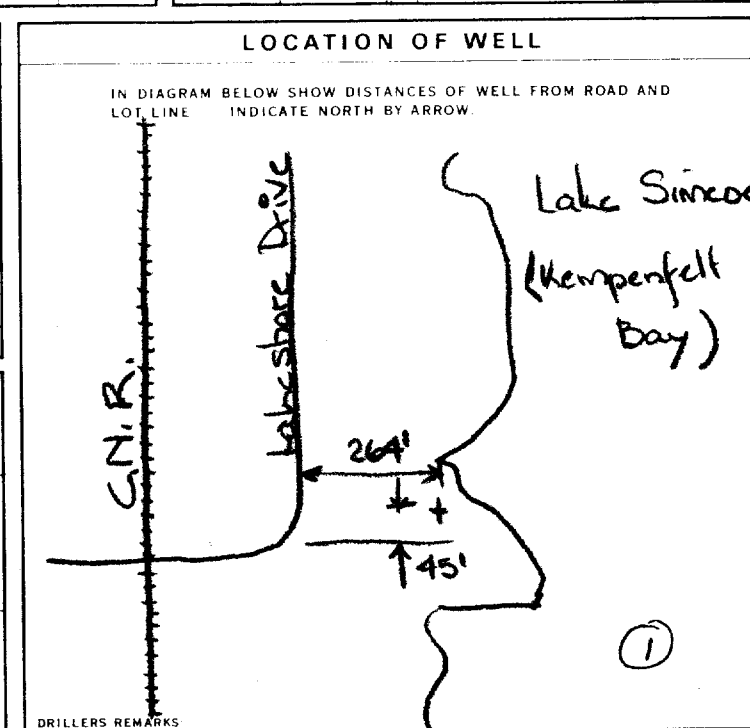 LOCATION OF WELL
IN DIAGRAM BELOW SHOW DISTANCES OF WELL FROM ROAD AND
LOT LINE INDICATE NORTH BY ARROW.
Lake Simcoe
(Kempenfelt
Bay)
Lakeshore Drive
C.N.R.
264'
45'
1
DRILLERS REMARKS